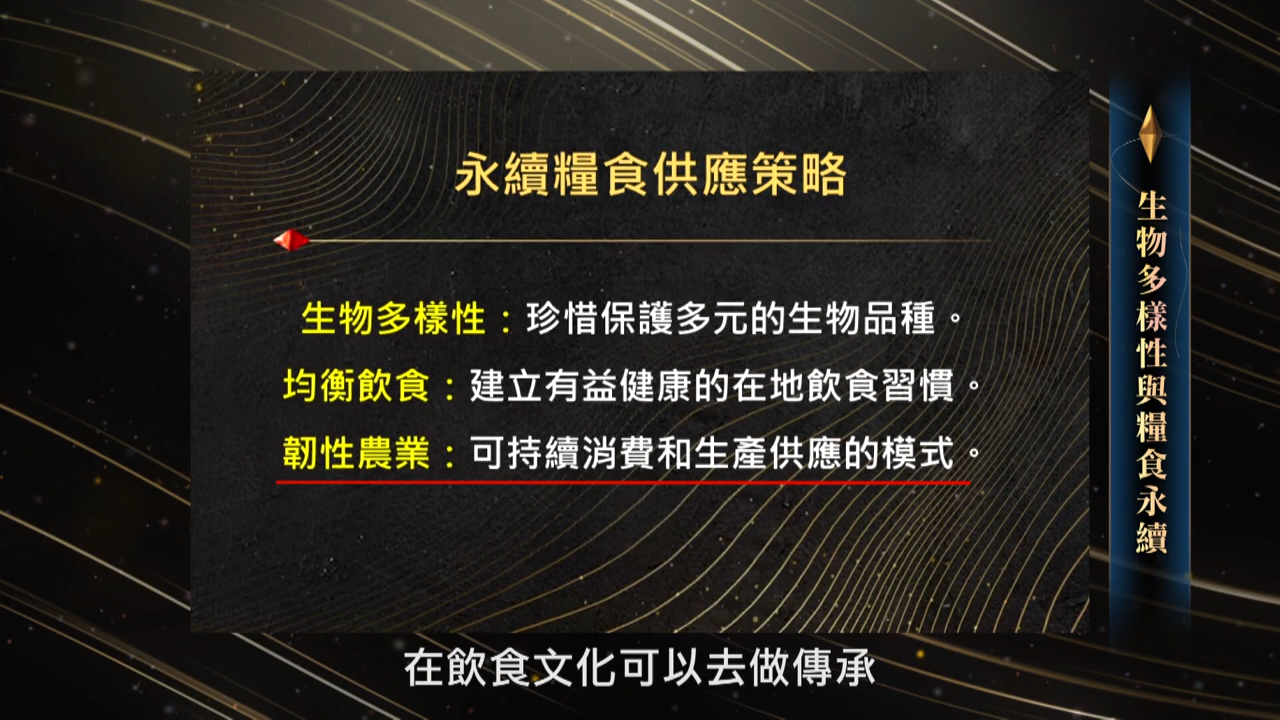 永續糧食供應策略
生物多樣性：珍惜保護多元的生物品種。
均衡飲食：建立有益健康的在地飲食習慣。
韌性農業：可持續消費和生產供應的模式。
生物多樣性與糧食永續
在飲食文化可以去做傳承